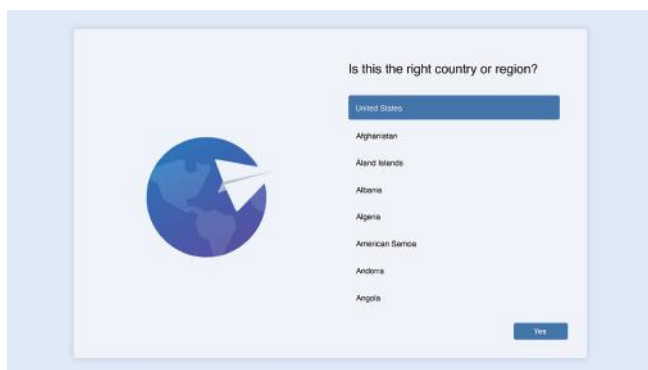 Is this the right country or region?
United States
Afghanistan
Åland Islands
Albania
Algeria
American Samoa
Andorra
Angola
Yes